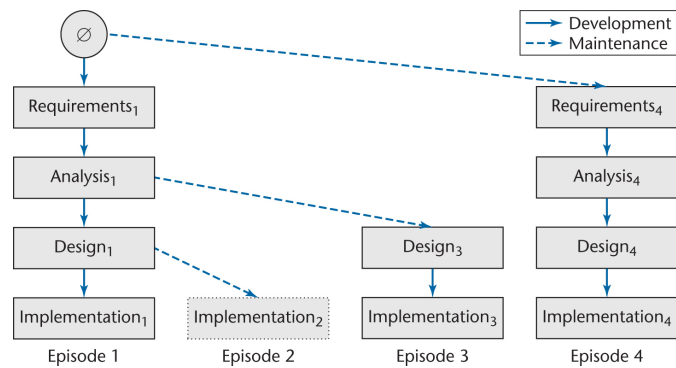 ∅
Development
Maintenance
Requirements₁
Requirements₄
Analysis₁
Analysis₄
Design₁
Design₃
Design₄
Implementation₁
Implementation₂
Implementation₃
Implementation₄
Episode 1
Episode 2
Episode 3
Episode 4